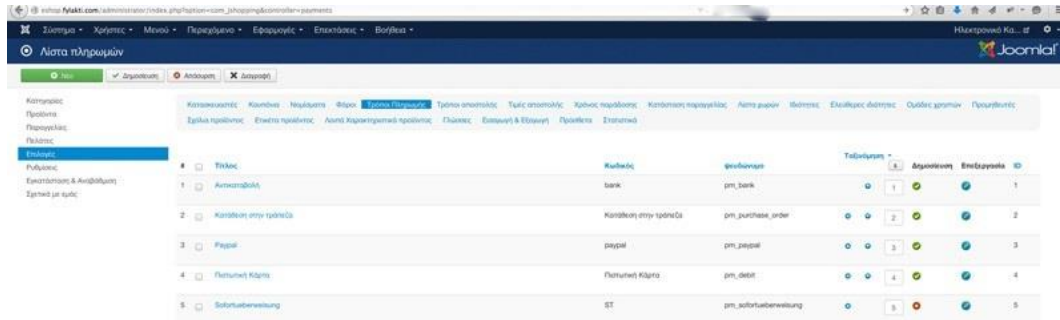 eshop.fylakti.com/administrator/index.php?option=com_jshopping&controller=payments
Σύστημα Χρήστες Μενού Περιεχόμενο Εφαρμογές Επεκτάσεις Βοήθεια Ηλεκτρονικό Κα...
Λίστα πληρωμών Joomla!
Νέο Δημοσίευση Απόσυρση Διαγραφή
Κατηγορίες
Προϊόντα
Παραγγελίες
Πελάτες
Επιλογές
Ρυθμίσεις
Εγκατάσταση & Αναβάθμιση
Σχετικά με εμάς
Κατασκευαστές Κουπόνια Νομίσματα Φόροι Τρόποι Πληρωμής Τρόποι αποστολής Τιμές αποστολής Χρόνος παράδοσης Κατάσταση παραγγελίας Λίστα χωρών Ιδιότητες Ελεύθερες ιδιότητες Ομάδες χρηστών Προμηθευτές
Σχόλια προϊόντος Ετικέτα προϊόντος Λοιπά Χαρακτηριστικά προϊόντος Γλώσσες Εισαγωγή & Εξαγωγή Πρόσθετα Στατιστικά
# Τίτλος Κωδικός ψευδώνυμο Ταξινόμηση Δημοσίευση Επεξεργασία ID
1 Αντικαταβολή bank pm_bank 1 1
2 Κατάθεση στην τράπεζα Κατάθεση στην τράπεζα pm_purchase_order 2 2
3 Paypal paypal pm_paypal 3 3
4 Πιστωτική Κάρτα Πιστωτική Κάρτα pm_debit 4 4
5 Sofortueberweisung ST pm_sofortueberweisung 5 5